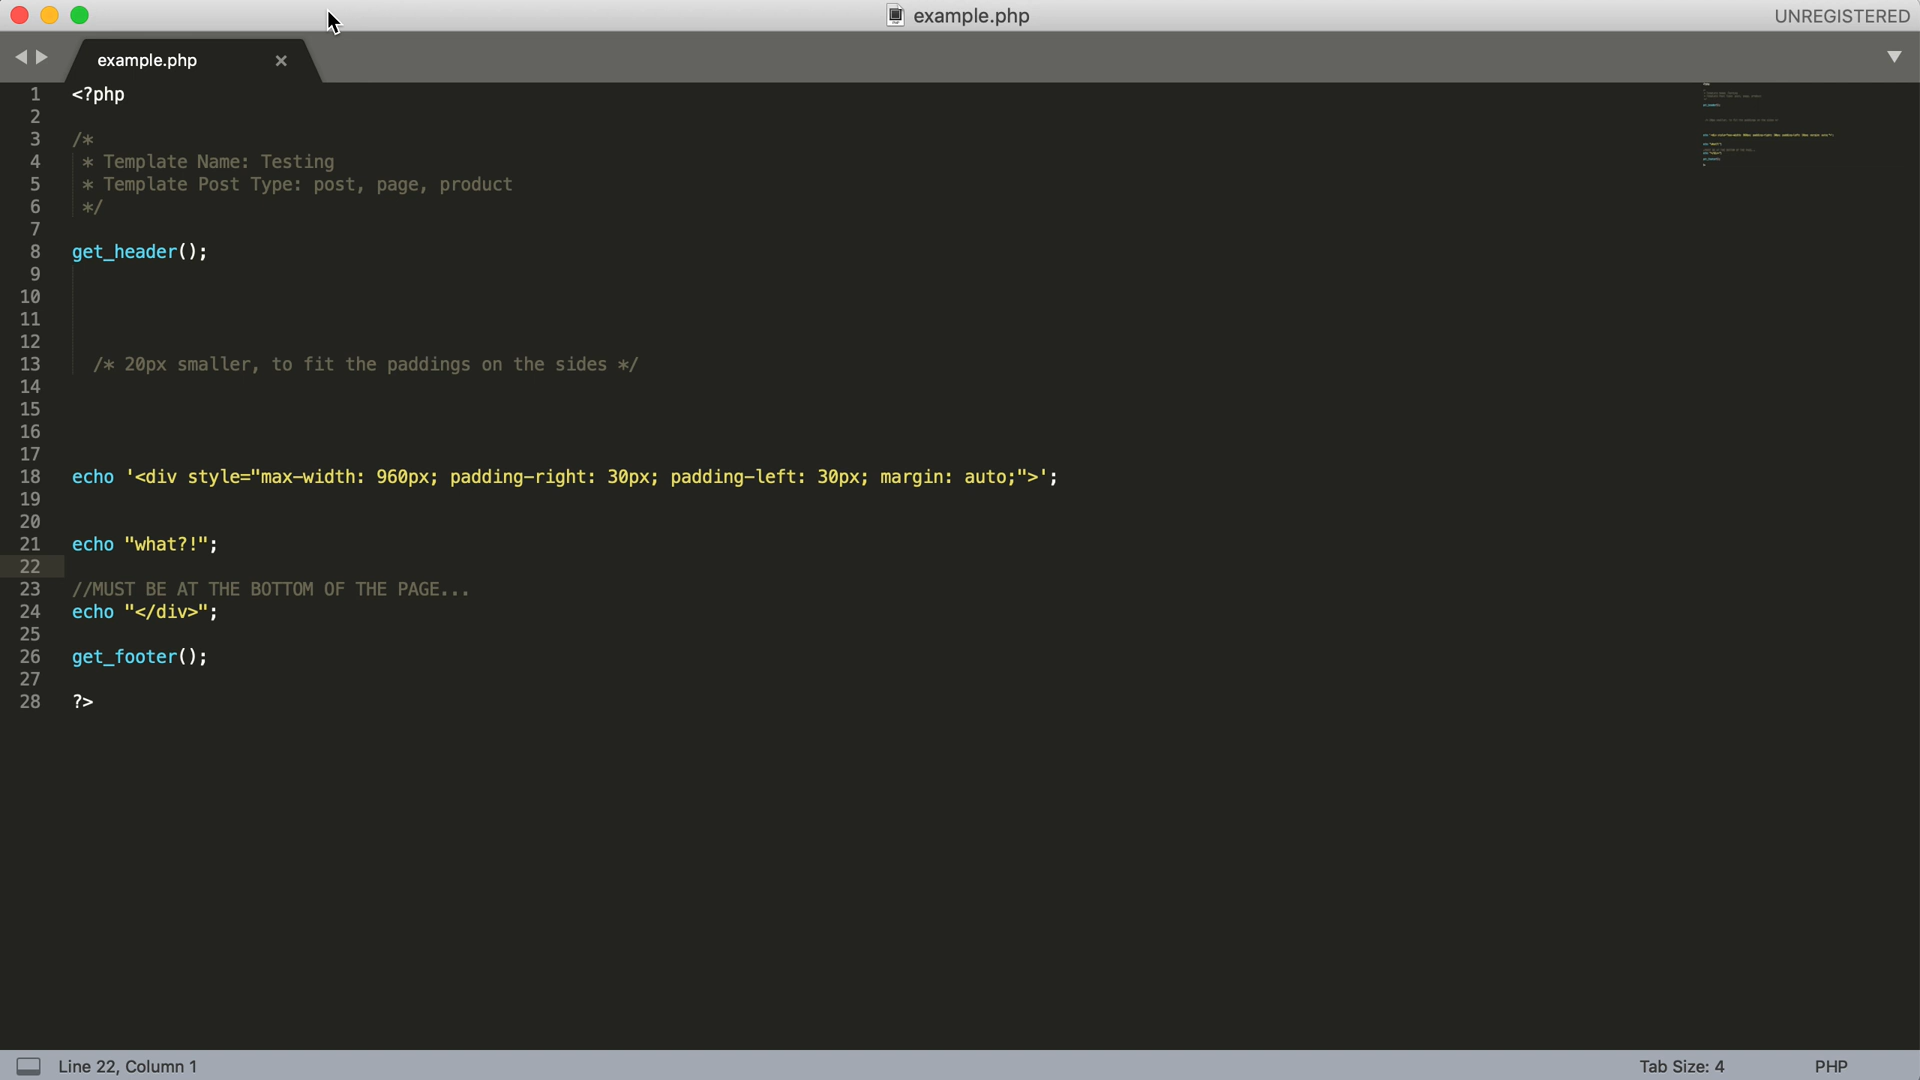 example.php
UNREGISTERED
example.php
1 <?php
2
3 /*
4 * Template Name: Testing
5 * Template Post Type: post, page, product
6 */
7
8 get_header();
9
10
11
12
13 /* 20px smaller, to fit the paddings on the sides */
14
15
16
17
18 echo '<div style="max-width: 960px; padding-right: 30px; padding-left: 30px; margin: auto;">';
19
20
21 echo "what?!";
22
23 //MUST BE AT THE BOTTOM OF THE PAGE...
24 echo "</div>";
25
26 get_footer();
27
28 ?>
Line 22, Column 1
Tab Size: 4
PHP